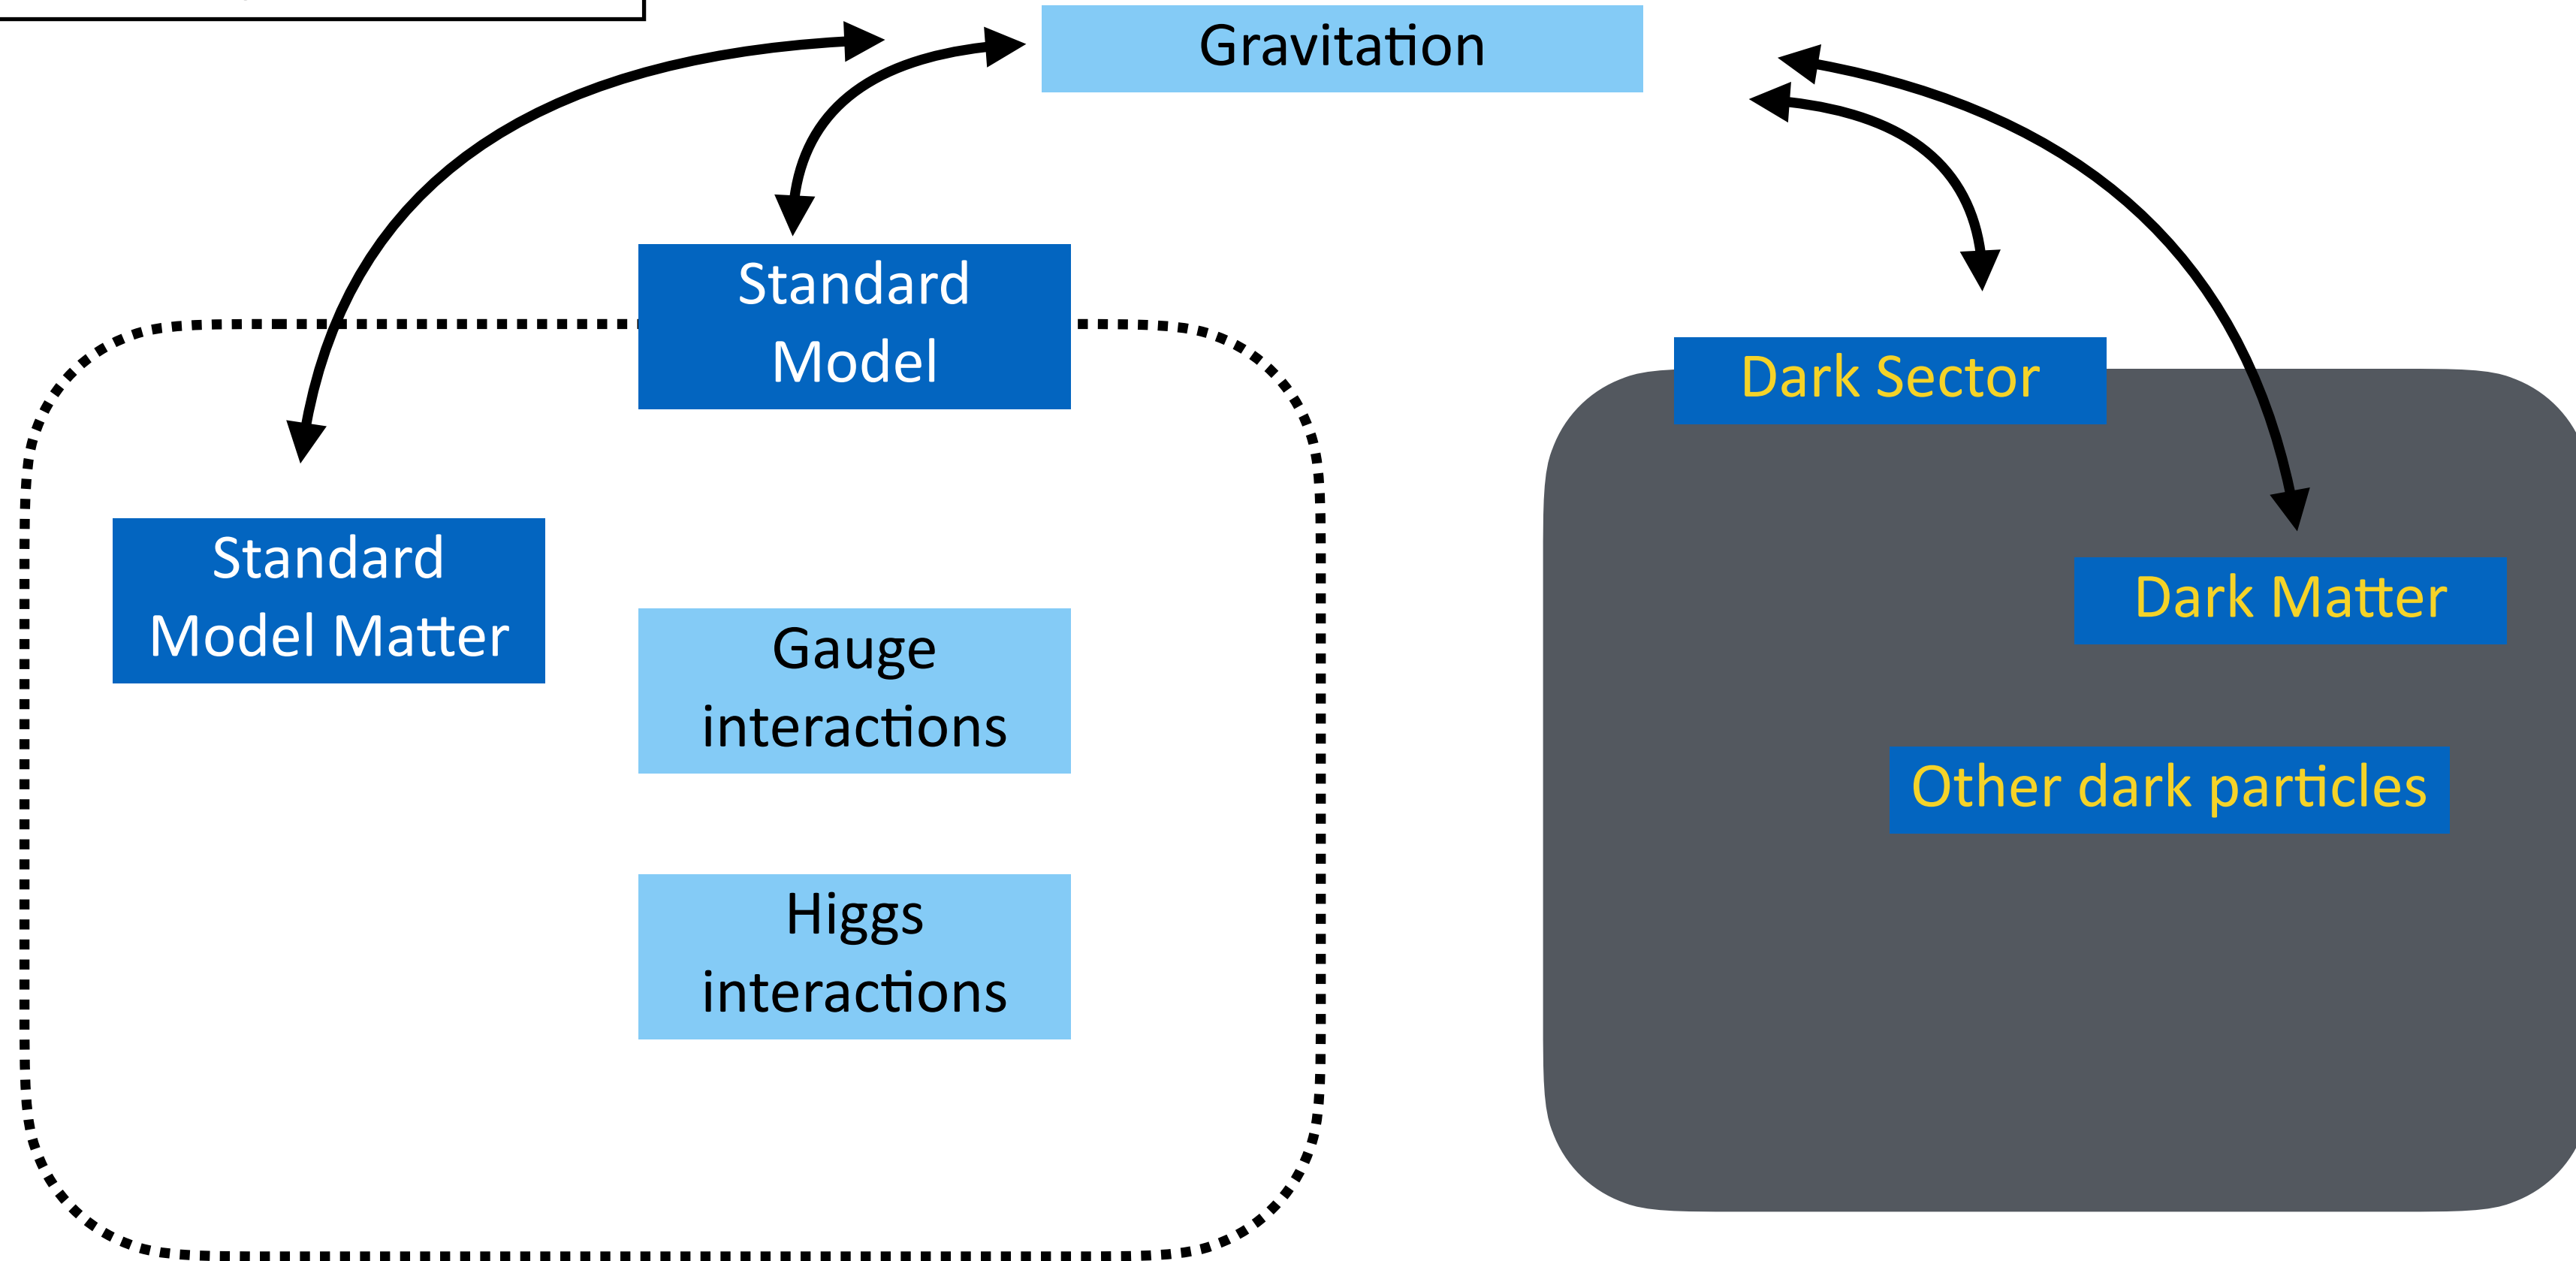 Gravitation
Standard
Model
Dark Sector
Standard
Model Matter
Dark Matter
Gauge
interactions
Other dark particles
Higgs
interactions